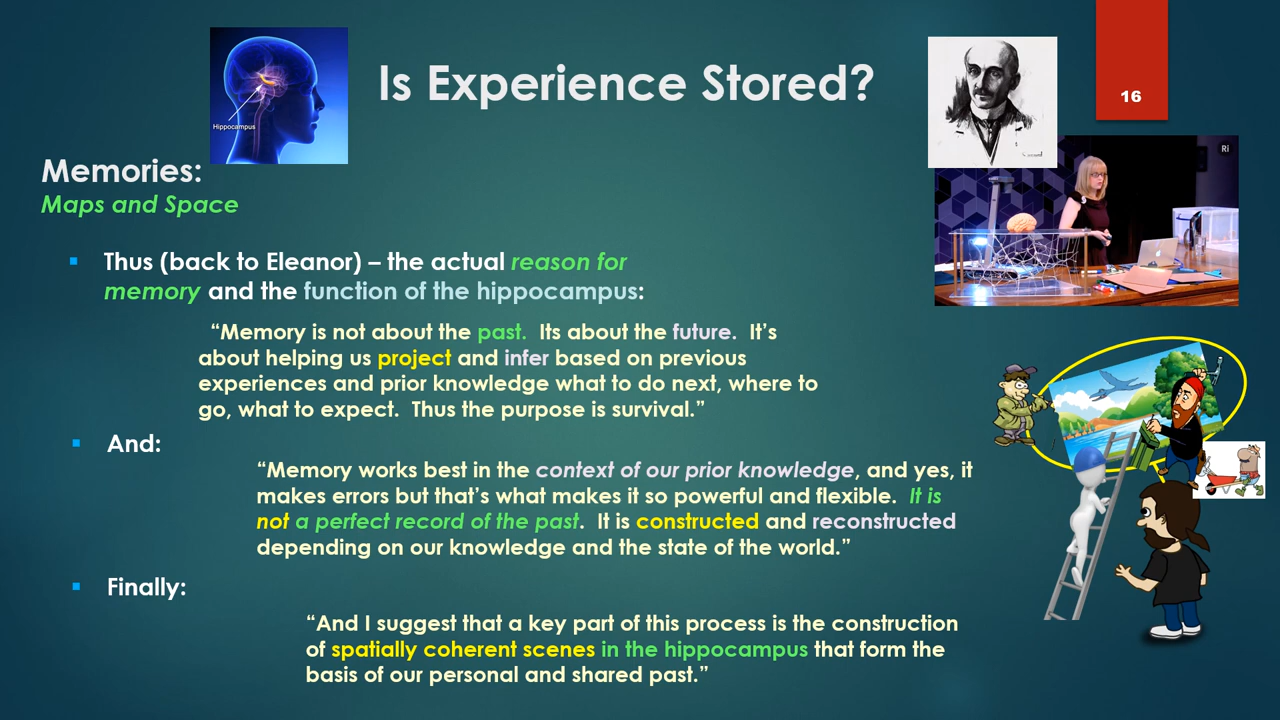 Is Experience Stored?
16
Hippocampus
Ri
Memories:
Maps and Space
Thus (back to Eleanor) – the actual reason for
memory and the function of the hippocampus:
“Memory is not about the past. Its about the future. It’s
about helping us project and infer based on previous
experiences and prior knowledge what to do next, where to
go, what to expect. Thus the purpose is survival.”
And:
“Memory works best in the context of our prior knowledge, and yes, it
makes errors but that’s what makes it so powerful and flexible. It is
not a perfect record of the past. It is constructed and reconstructed
depending on our knowledge and the state of the world.”
Finally:
“And I suggest that a key part of this process is the construction
of spatially coherent scenes in the hippocampus that form the
basis of our personal and shared past.”